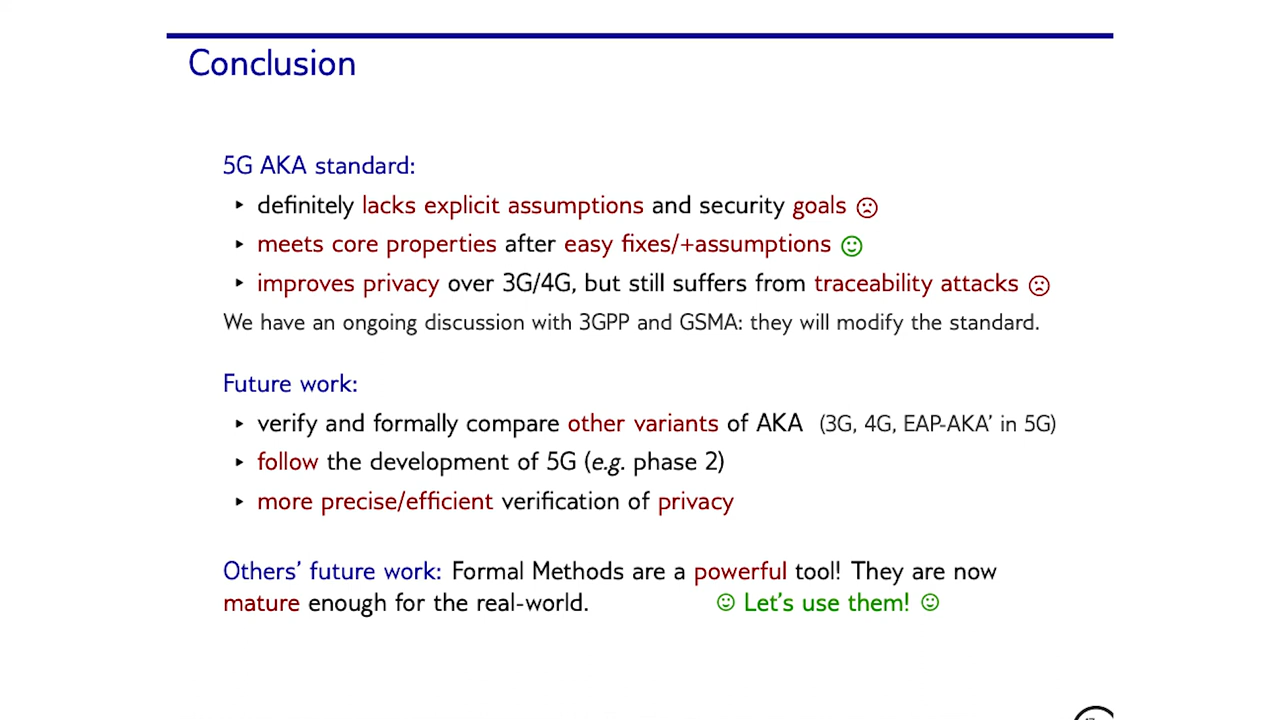 Conclusion
5G AKA standard:
▸ definitely lacks explicit assumptions and security goals ☹
▸ meets core properties after easy fixes/+assumptions ☺
▸ improves privacy over 3G/4G, but still suffers from traceability attacks ☹
We have an ongoing discussion with 3GPP and GSMA: they will modify the standard.
Future work:
▸ verify and formally compare other variants of AKA (3G, 4G, EAP-AKA’ in 5G)
▸ follow the development of 5G (e.g. phase 2)
▸ more precise/efficient verification of privacy
Others’ future work: Formal Methods are a powerful tool! They are now
mature enough for the real-world. ☺ Let’s use them! ☺